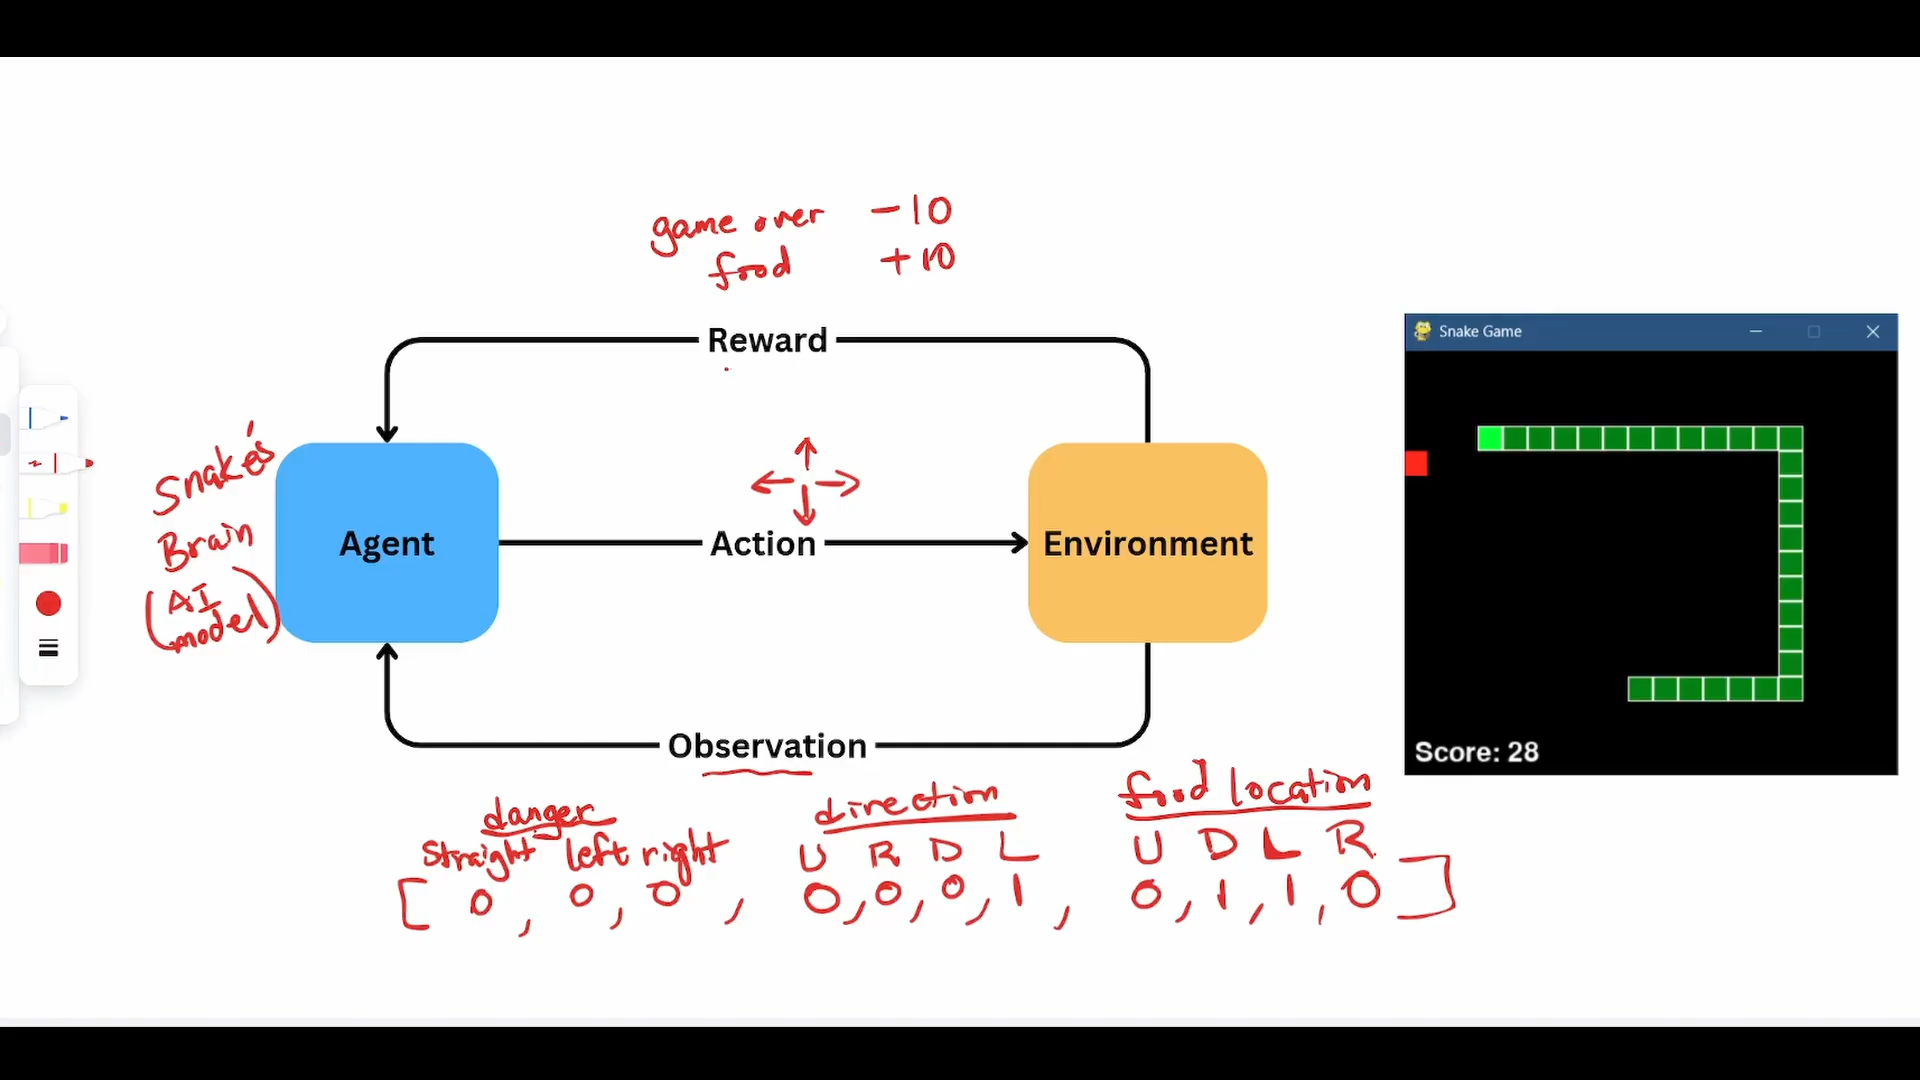 game over -10
food +10
Reward
Snake Game
Snake's
Brain
(AI
model)
Agent
Action
Environment
Observation
Score: 28
danger direction food location
straight left right U R D L U D L R
[0, 0, 0, 0, 0, 0, 1, 0, 1, 1, 0]